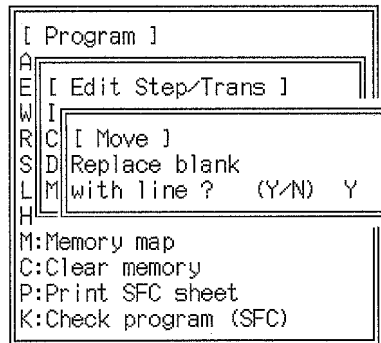 [ Program ]
A
E [ Edit Step/Trans ]
W I
R C [ Move ]
S D Replace blank
L M with line ? (Y/N) Y
H
M:Memory map
C:Clear memory
P:Print SFC sheet
K:Check program (SFC)